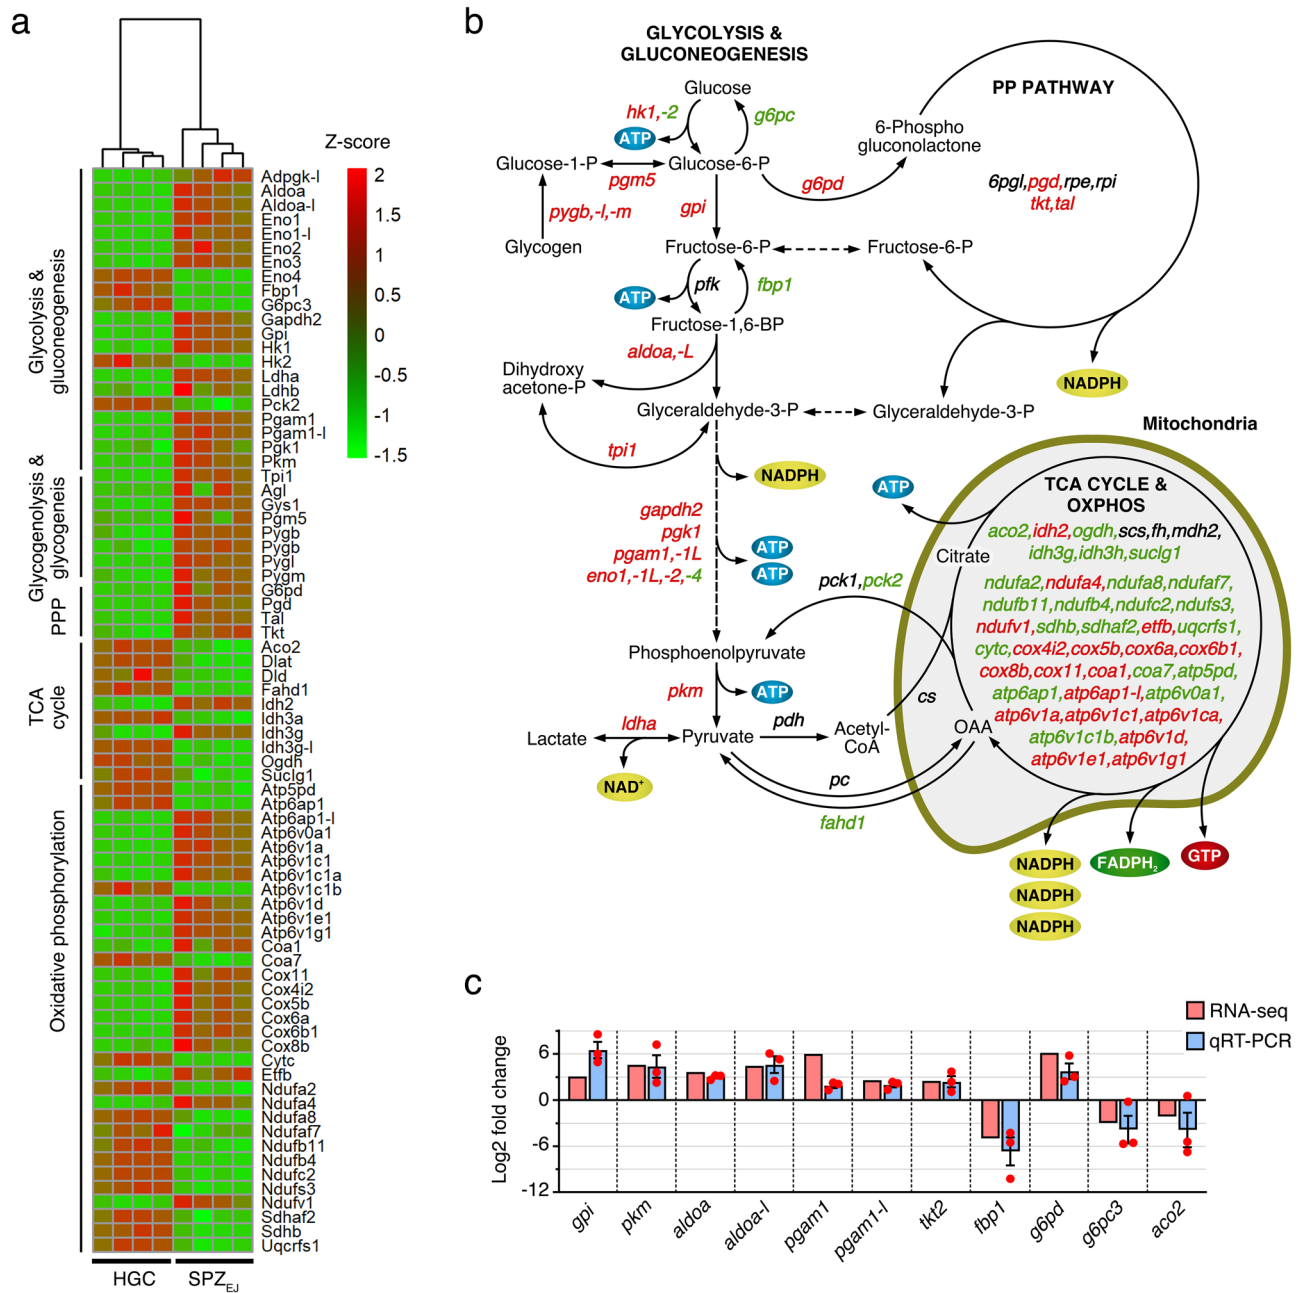 a
Z-score
2
1.5
1
0.5
0
-0.5
-1
-1.5
Glycolysis &
gluconeogenesis
Glycogenolysis &
glycogeneis
PPP
TCA
cycle
Oxidative phosphorylation
Adpgk-l
Aldoa
Aldoa-l
Eno1
Eno1-l
Eno2
Eno3
Eno4
Fbp1
G6pc3
Gapdh2
Gpi
Hk1
Hk2
Ldha
Ldhb
Pck2
Pgam1
Pgam1-l
Pgk1
Pkm
Tpi1
Agl
Gys1
Pgm5
Pygb
Pygb
Pygl
Pygm
G6pd
Pgd
Tal
Tkt
Aco2
Dlat
Dld
Fahd1
Idh2
Idh3a
Idh3g
Idh3g-l
Ogdh
Suclg1
Atp5pd
Atp6ap1
Atp6ap1-l
Atp6v0a1
Atp6v1a
Atp6v1c1
Atp6v1c1a
Atp6v1c1b
Atp6v1d
Atp6v1e1
Atp6v1g1
Coa1
Coa7
Cox11
Cox4i2
Cox5b
Cox6a
Cox6b1
Cox8b
Cytc
Etfb
Ndufa2
Ndufa4
Ndufa8
Ndufaf7
Ndufb11
Ndufb4
Ndufc2
Ndufs3
Ndufv1
Sdhaf2
Sdhb
Uqcrfs1
HGC
SPZEJ
b
GLYCOLYSIS &
GLUCONEOGENESIS
Glucose
hk1,-2
g6pc
ATP
Glucose-1-P
Glucose-6-P
pgm5
pygb,-l,-m
gpi
g6pd
Glycogen
Fructose-6-P
Fructose-6-P
ATP
pfk
fbp1
Fructose-1,6-BP
aldoa,-L
Dihydroxy
acetone-P
Glyceraldehyde-3-P
Glyceraldehyde-3-P
tpi1
NADPH
gapdh2
pgk1
pgam1,-1L
eno1,-1L,-2,-4
ATP
ATP
Phosphoenolpyruvate
pkm
ATP
Lactate
ldha
Pyruvate
pdh
Acetyl-
CoA
NAD+
pc
fahd1
pck1,pck2
cs
PP PATHWAY
6-Phospho
gluconolactone
6pgl,pgd,rpe,rpi
tkt,tal
NADPH
Mitochondria
ATP
TCA CYCLE &
OXPHOS
Citrate
OAA
aco2,idh2,ogdh,scs,fh,mdh2,
idh3g,idh3h,suclg1
ndufa2,ndufa4,ndufa8,ndufaf7,
ndufb11,ndufb4,ndufc2,ndufs3,
ndufv1,sdhb,sdhaf2,etfb,uqcrfs1,
cytc,cox4i2,cox5b,cox6a,cox6b1,
cox8b,cox11,coa1,coa7,atp5pd,
atp6ap1,atp6ap1-l,atp6v0a1,
atp6v1a,atp6v1c1,atp6v1ca,
atp6v1c1b,atp6v1d,
atp6v1e1,atp6v1g1
NADPH
NADPH
NADPH
FADPH2
GTP
c
RNA-seq
qRT-PCR
Log2 fold change
6
0
-6
-12
gpi
pkm
aldoa
aldoa-l
pgam1
pgam1-l
tkt2
fbp1
g6pd
g6pc3
aco2